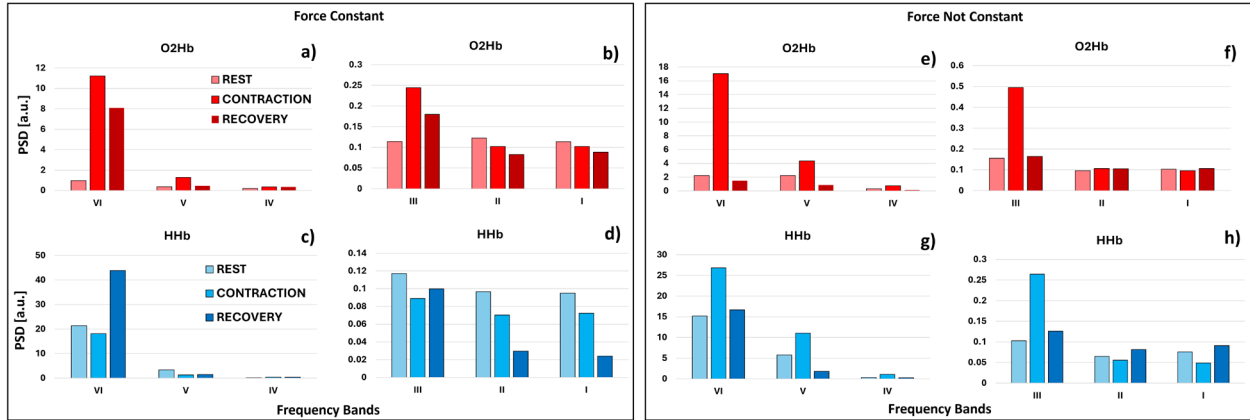 Force Constant
O2Hb
a)
PSD [a.u.]
12
10
8
6
4
2
0
REST
CONTRACTION
RECOVERY
VI
V
IV
O2Hb
b)
0.3
0.25
0.2
0.15
0.1
0.05
0
III
II
I
HHb
c)
PSD [a.u.]
50
40
30
20
10
0
REST
CONTRACTION
RECOVERY
VI
V
IV
HHb
d)
0.14
0.12
0.1
0.08
0.06
0.04
0.02
0
III
II
I
Frequency Bands
Force Not Constant
O2Hb
e)
18
16
14
12
10
8
6
4
2
0
VI
V
IV
O2Hb
f)
0.6
0.5
0.4
0.3
0.2
0.1
0
III
II
I
HHb
g)
30
25
20
15
10
5
0
VI
V
IV
HHb
h)
0.3
0.25
0.2
0.15
0.1
0.05
0
III
II
I
Frequency Bands